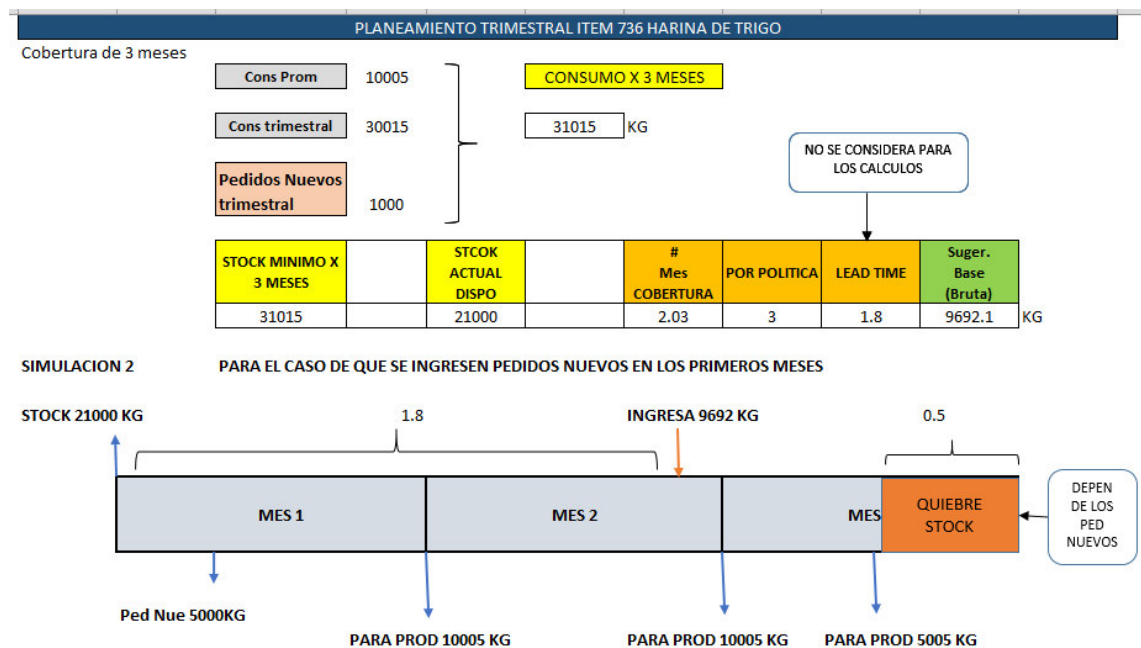 PLANEAMIENTO TRIMESTRAL ITEM 736 HARINA DE TRIGO
Cobertura de 3 meses
Cons Prom 10005 CONSUMO X 3 MESES
Cons trimestral 30015 31015 KG
NO SE CONSIDERA PARA
LOS CALCULOS
Pedidos Nuevos
trimestral 1000
STOCK MINIMO X
3 MESES
STCOK
ACTUAL
DISPO
#
Mes
COBERTURA
POR POLITICA
LEAD TIME
Suger.
Base
(Bruta)
31015 21000 2.03 3 1.8 9692.1 KG
SIMULACION 2 PARA EL CASO DE QUE SE INGRESEN PEDIDOS NUEVOS EN LOS PRIMEROS MESES
STOCK 21000 KG 1.8 INGRESA 9692 KG 0.5
MES 1 MES 2 MES
QUIEBRE
STOCK
DEPEN
DE LOS
PED
NUEVOS
Ped Nue 5000KG
PARA PROD 10005 KG PARA PROD 10005 KG PARA PROD 5005 KG